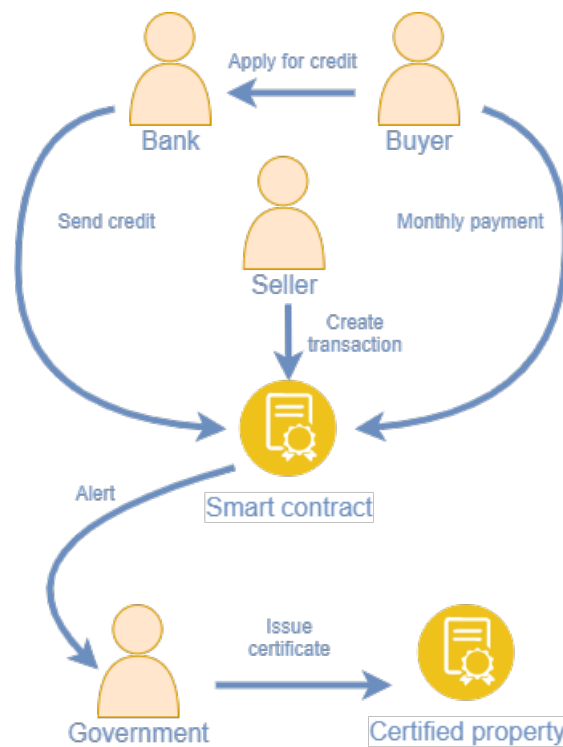 Apply for credit
Bank
Buyer
Send credit
Monthly payment
Seller
Create
transaction
Smart contract
Alert
Issue
certificate
Government
Certified property